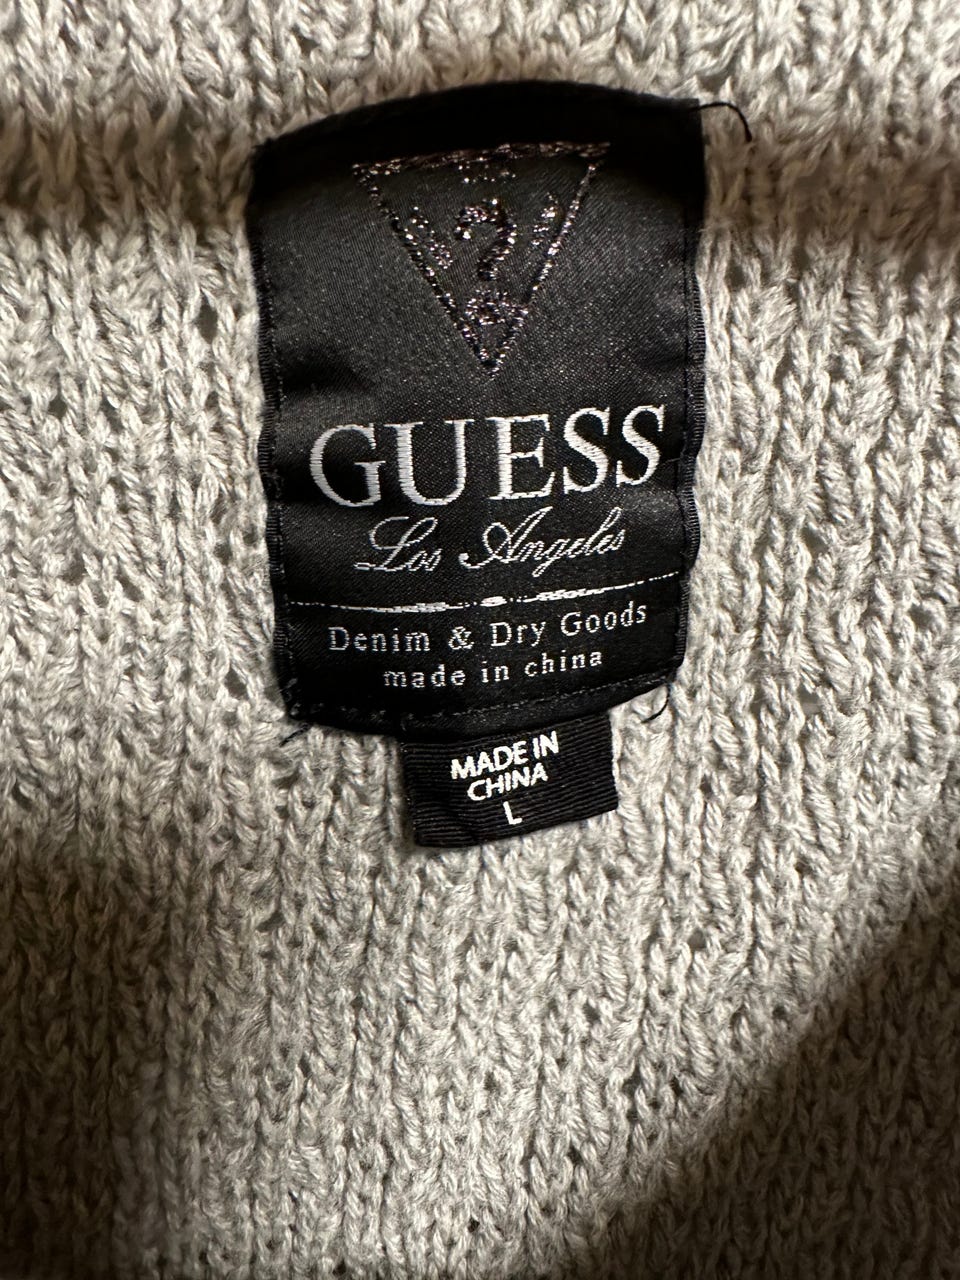 ?
GUESS
Los Angeles
Denim & Dry Goods
made in china
MADE IN
CHINA
L